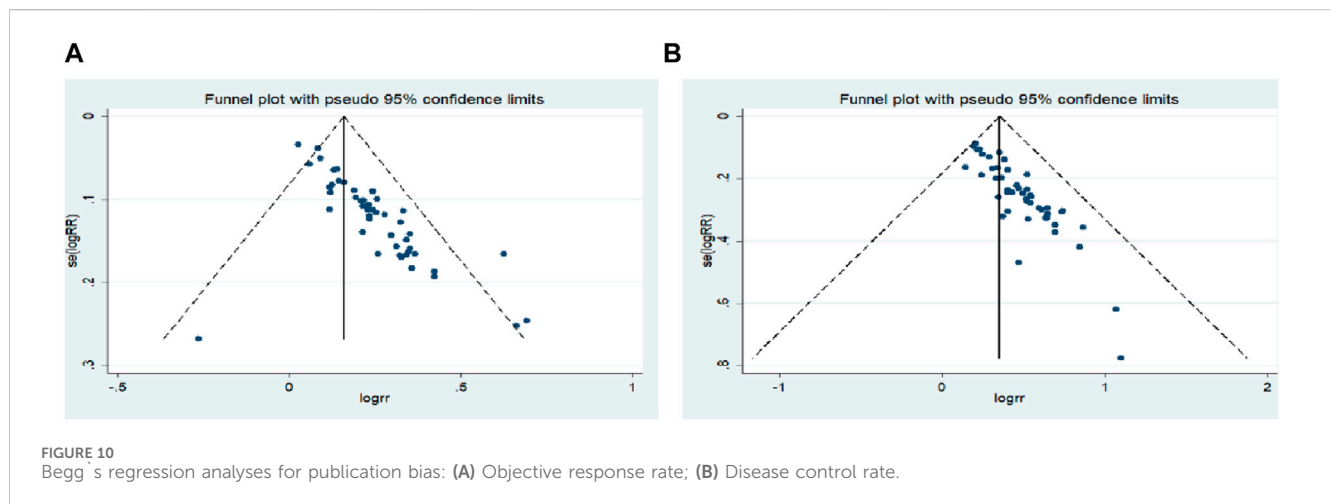 A
B
Funnel plot with pseudo 95% confidence limits
Funnel plot with pseudo 95% confidence limits
0
.1
.2
.3
se(logRR)
-.5
0
.5
1
logrr
0
.2
.4
.6
.8
se(logRR)
-1
0
1
2
logrr
FIGURE 10
Begg`s regression analyses for publication bias: (A) Objective response rate; (B) Disease control rate.